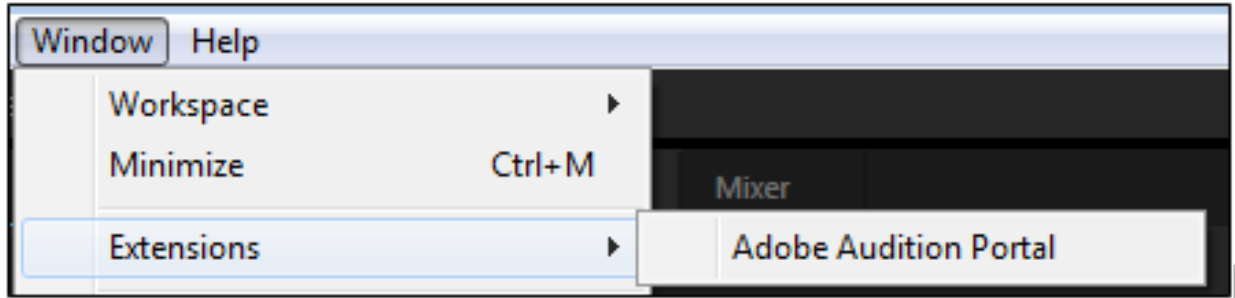 Window Help
Workspace
Minimize Ctrl+M
Mixer
Extensions Adobe Audition Portal